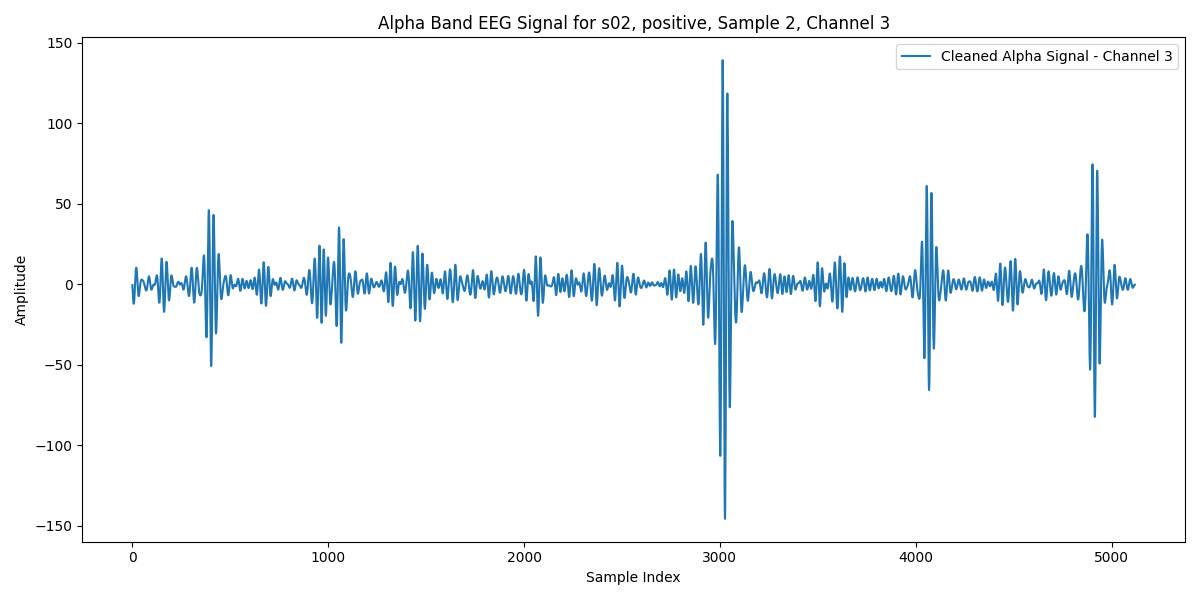 Alpha Band EEG Signal for s02, positive, Sample 2, Channel 3
Cleaned Alpha Signal - Channel 3
Amplitude
150
100
50
0
−50
−100
−150
0 1000 2000 3000 4000 5000
Sample Index